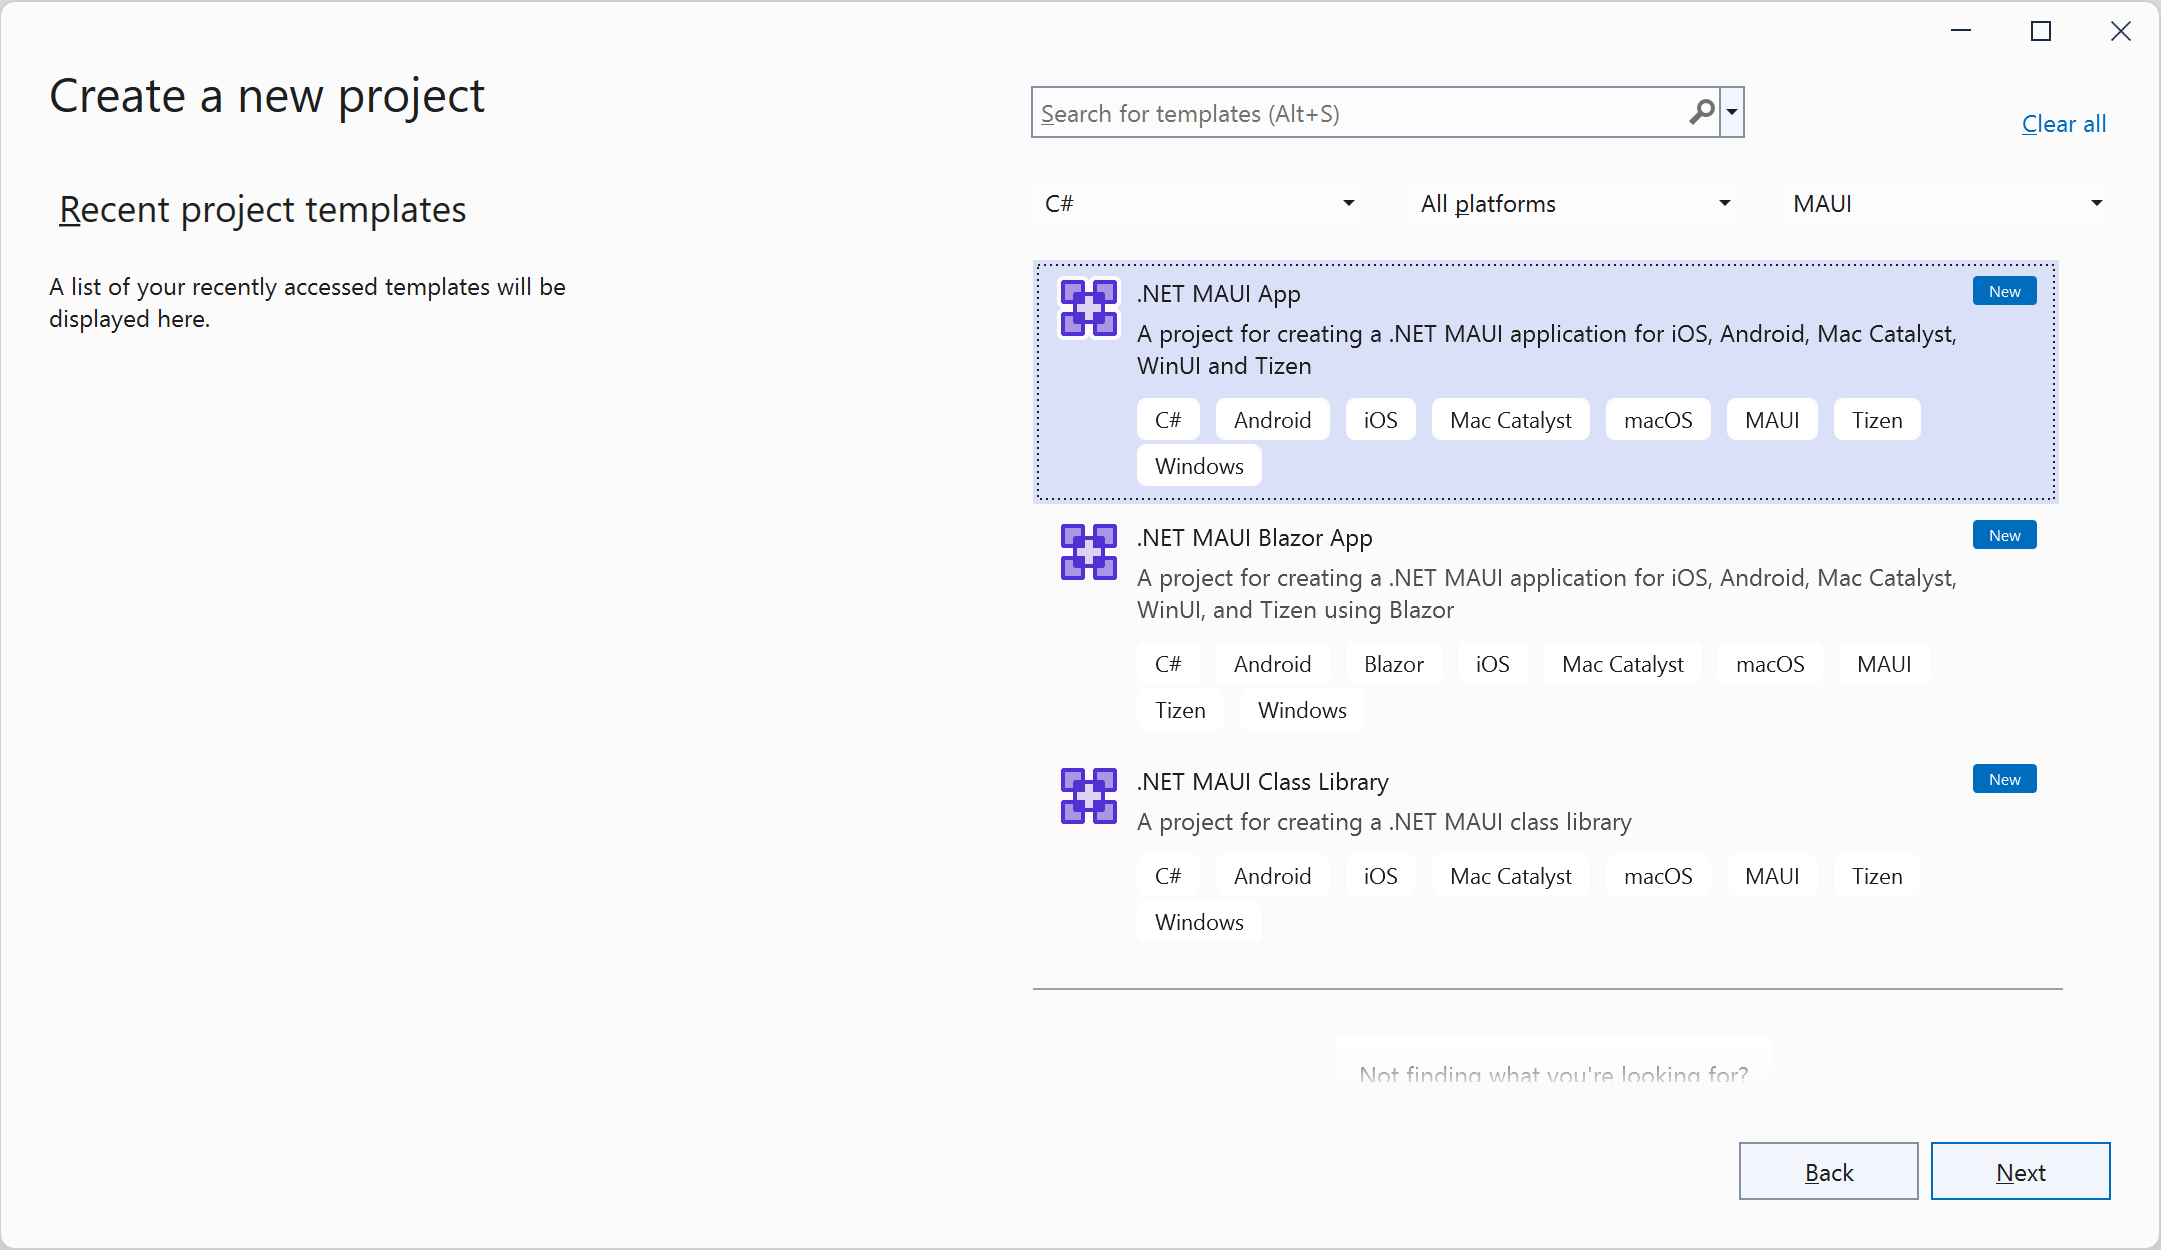 Create a new project
Recent project templates
A list of your recently accessed templates will be
displayed here.
Search for templates (Alt+S)
Clear all
C#
All platforms
MAUI
.NET MAUI App
New
A project for creating a .NET MAUI application for iOS, Android, Mac Catalyst,
WinUI and Tizen
C# Android iOS Mac Catalyst macOS MAUI Tizen
Windows
.NET MAUI Blazor App
New
A project for creating a .NET MAUI application for iOS, Android, Mac Catalyst,
WinUI, and Tizen using Blazor
C# Android Blazor iOS Mac Catalyst macOS MAUI
Tizen Windows
.NET MAUI Class Library
New
A project for creating a .NET MAUI class library
C# Android iOS Mac Catalyst macOS MAUI Tizen
Windows
Not finding what you're looking for?
Back
Next